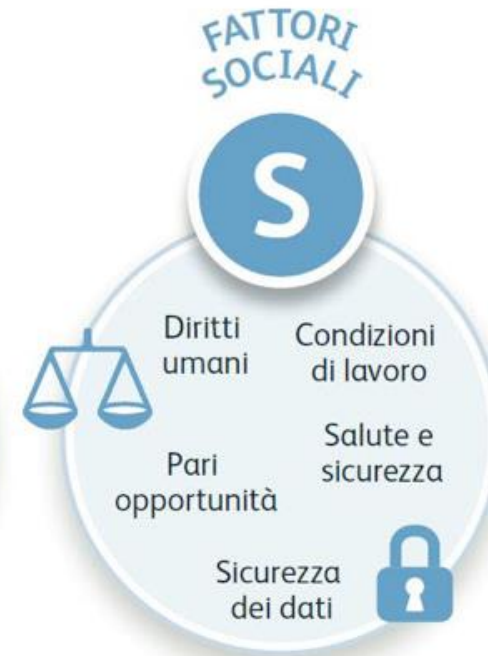 FATTORI
SOCIALI
S
Diritti
umani
Condizioni
di lavoro
Pari
opportunità
Salute e
sicurezza
Sicurezza
dei dati